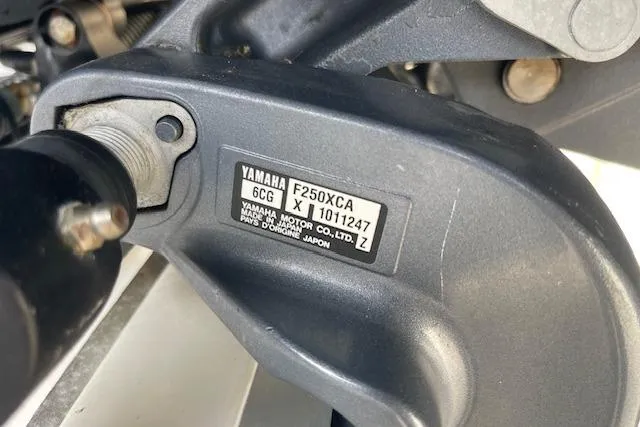 YAMAHA F250XCA
6CG X 1011247
YAMAHA MOTOR CO., LTD. Z
MADE IN JAPAN
PAYS D'ORIGINE JAPON